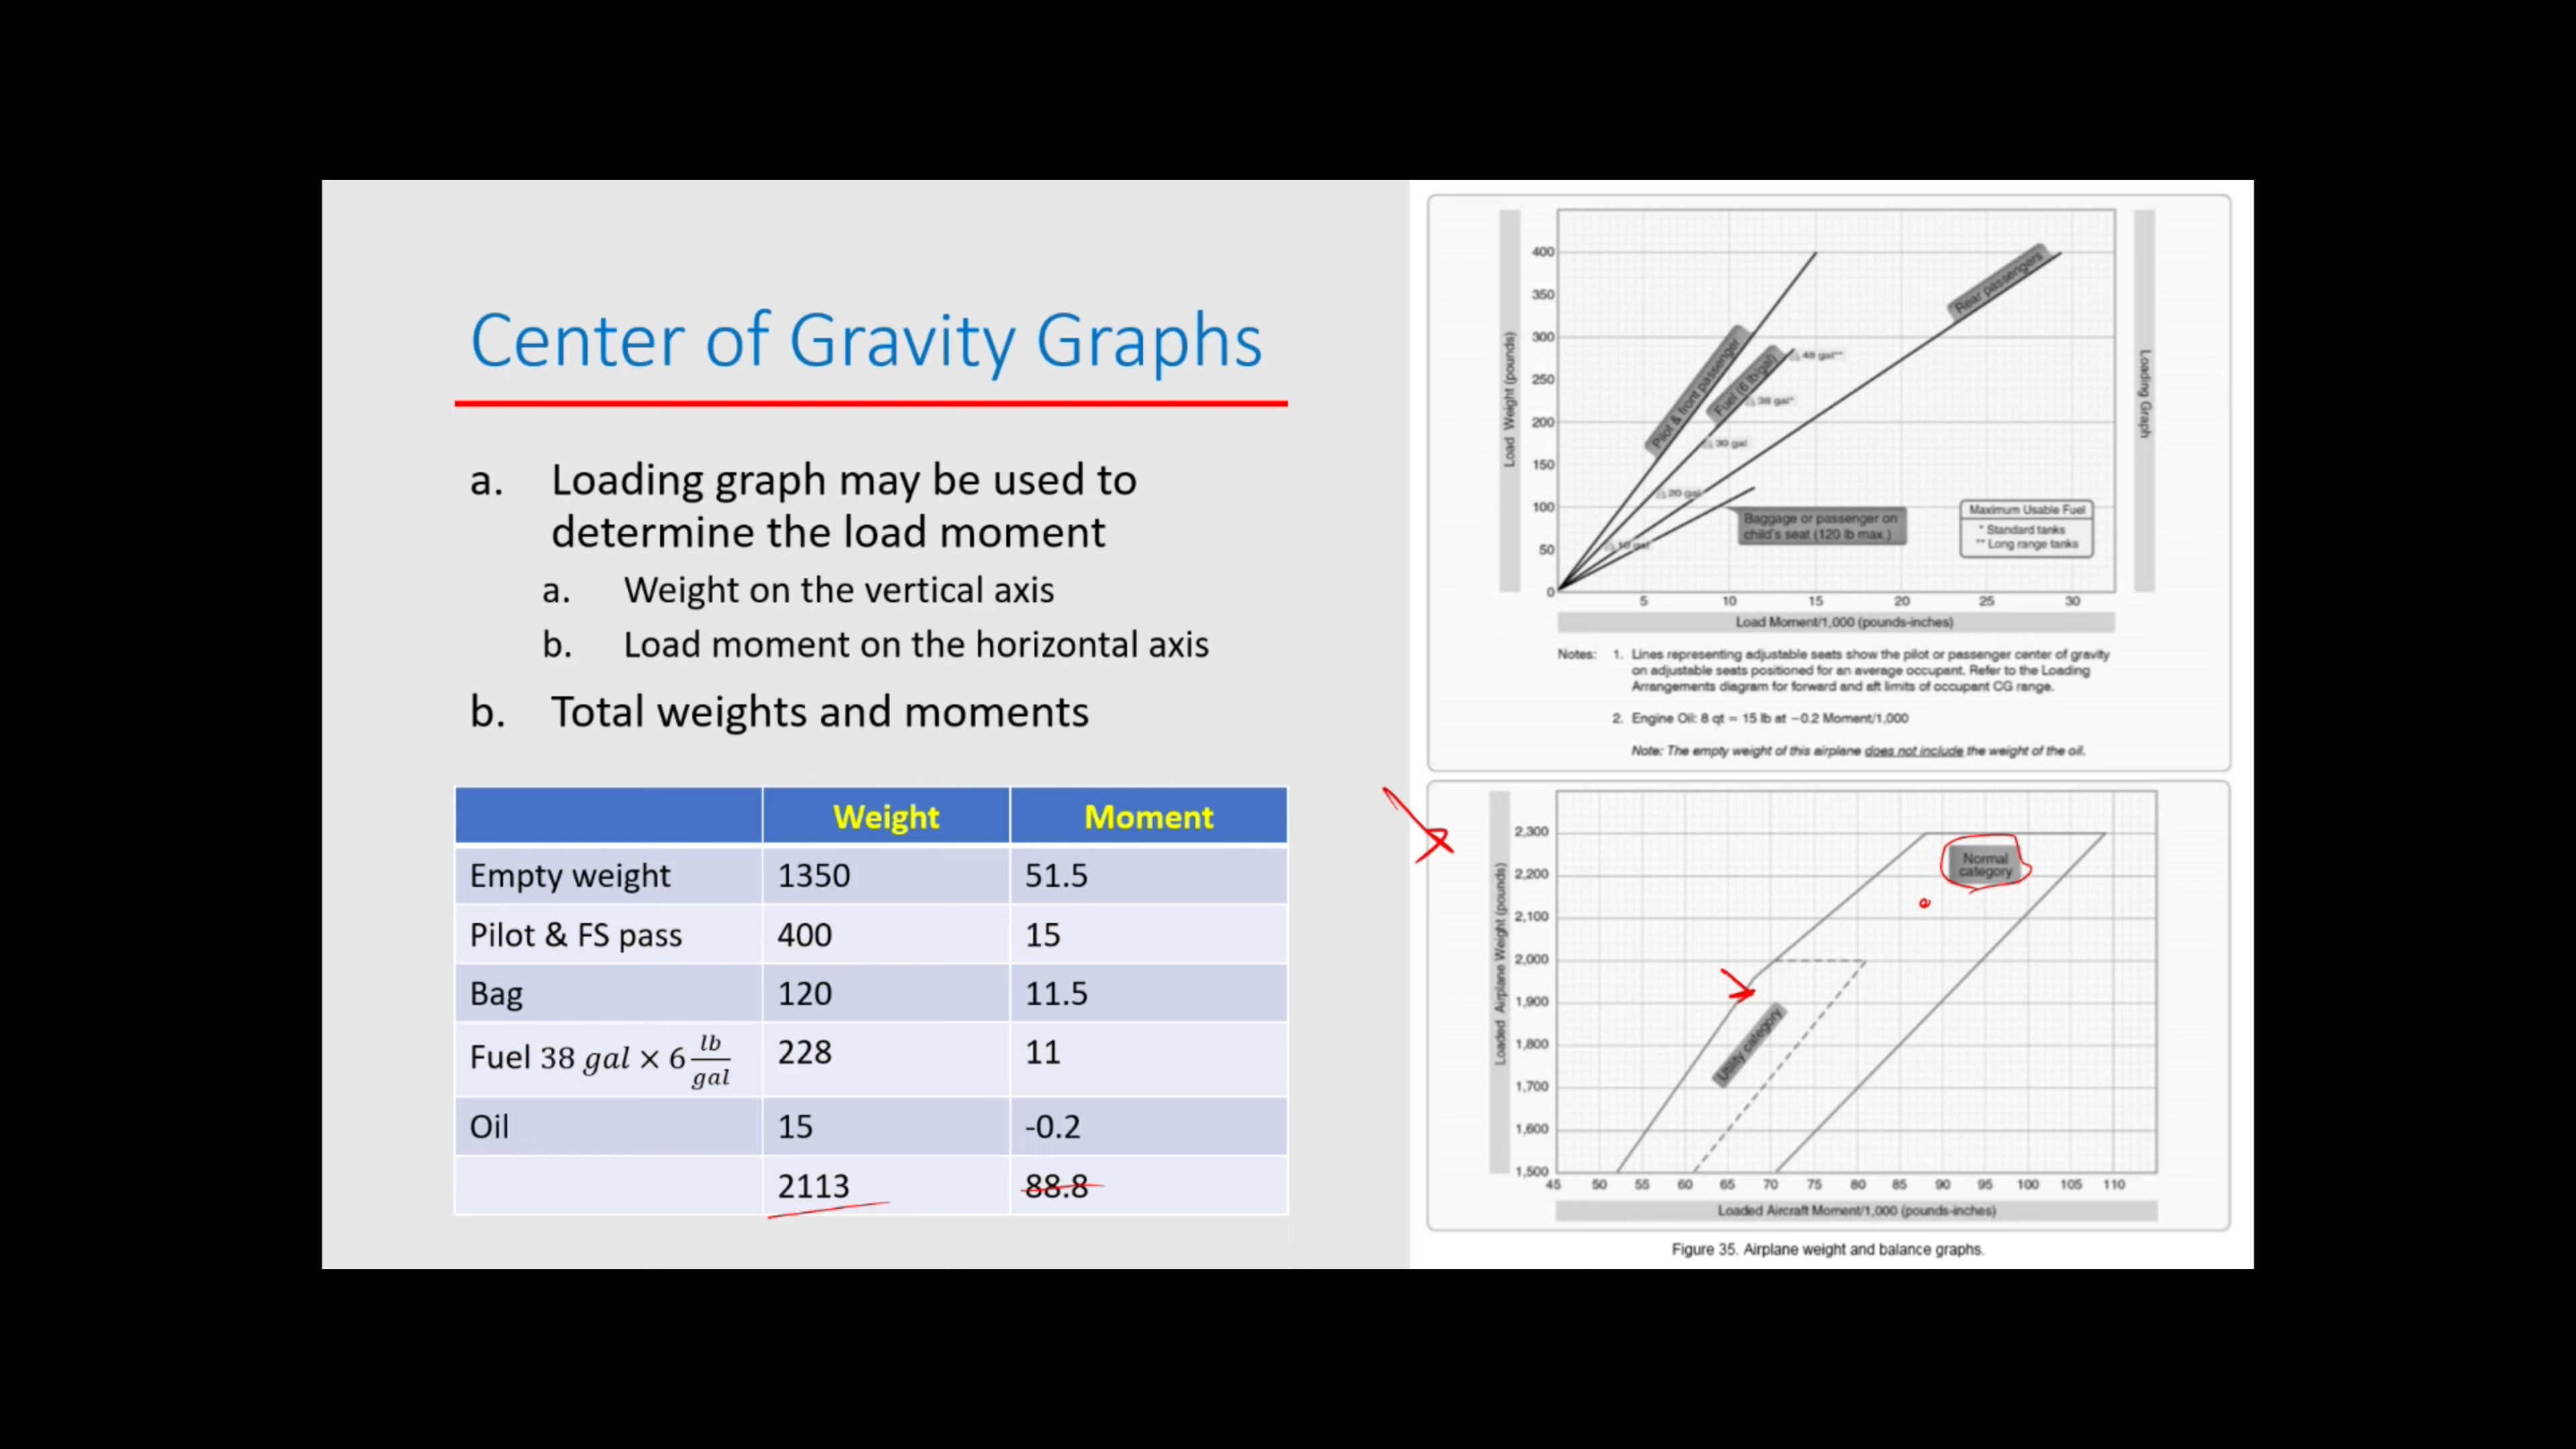 Center of Gravity Graphs
a. Loading graph may be used to
determine the load moment
a. Weight on the vertical axis
b. Load moment on the horizontal axis
b. Total weights and moments
Weight Moment
Empty weight 1350 51.5
Pilot & FS pass 400 15
Bag 120 11.5
Fuel 38 gal × 6 lb/gal 228 11
Oil 15 -0.2
2113 88.8
Load Weight (pounds)
400
350
300
250
200
150
100
50
0
5 10 15 20 25 30
Load Moment/1,000 (pounds-inches)
Loading Graph
Pilot & front passenger
Fuel (6 lb/gal)
Rear passengers
48 gal**
38 gal*
30 gal
20 gal
10 gal
Baggage or passenger on
child's seat (120 lb max.)
Maximum Usable Fuel
* Standard tanks
** Long range tanks
Notes: 1. Lines representing adjustable seats show the pilot or passenger center of gravity
on adjustable seats positioned for an average occupant. Refer to the Loading
Arrangements diagram for forward and aft limits of occupant CG range.
2. Engine Oil: 8 qt = 15 lb at −0.2 Moment/1,000
Note: The empty weight of this airplane does not include the weight of the oil.
Loaded Airplane Weight (pounds)
2,300
2,200
2,100
2,000
1,900
1,800
1,700
1,600
1,500
45 50 55 60 65 70 75 80 85 90 95 100 105 110
Normal
category
Utility category
Loaded Aircraft Moment/1,000 (pounds-inches)
Figure 35. Airplane weight and balance graphs.